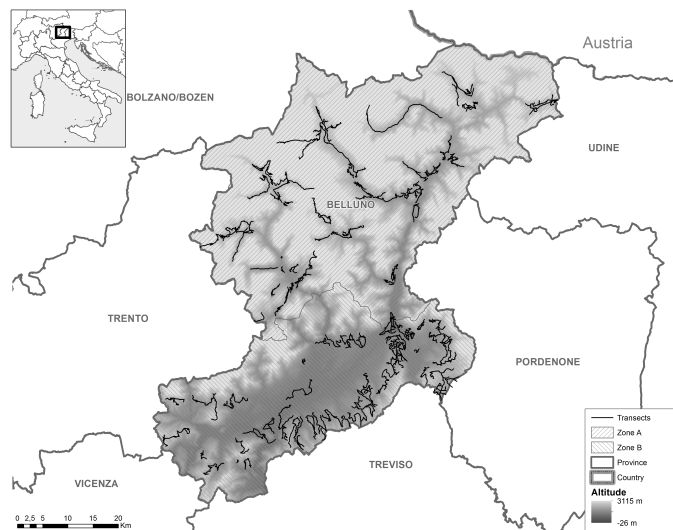 Austria
BOLZANO/BOZEN
UDINE
BELLUNO
TRENTO
PORDENONE
TREVISO
VICENZA
Transects
Zone A
Zone B
Province
Country
Altitude
3115 m
-26 m
0 2,5 5 10 15 20
Km